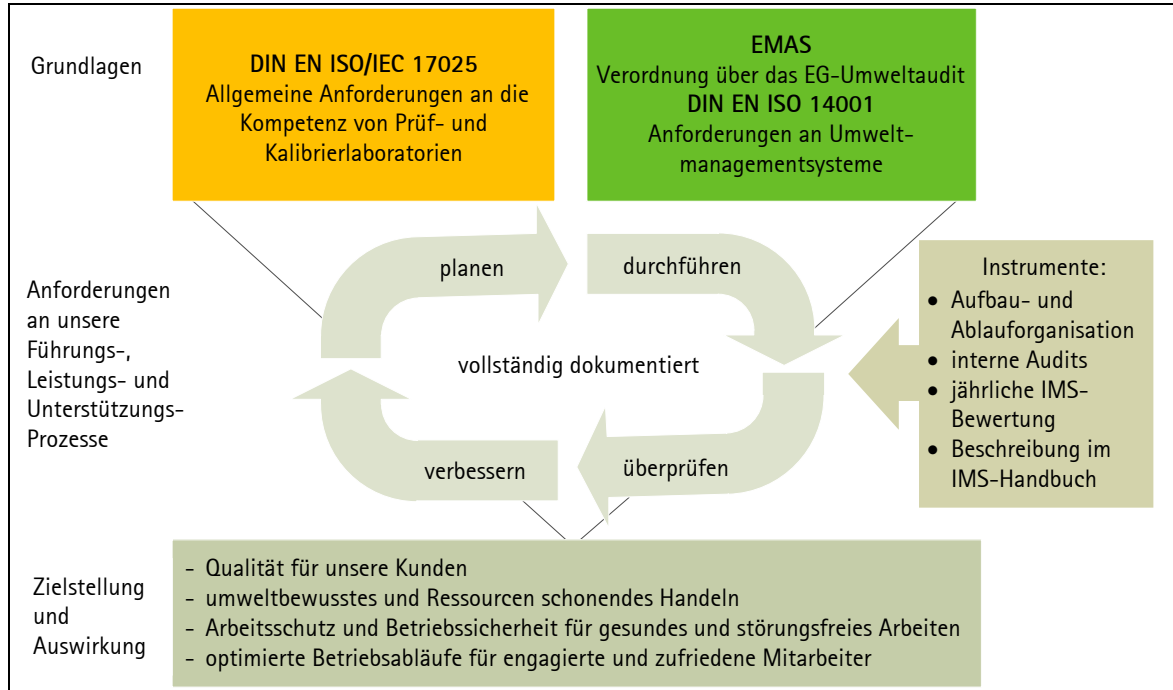 Grundlagen
DIN EN ISO/IEC 17025
Allgemeine Anforderungen an die
Kompetenz von Prüf- und
Kalibrierlaboratorien
EMAS
Verordnung über das EG-Umweltaudit
DIN EN ISO 14001
Anforderungen an Umwelt-
managementsysteme
Anforderungen
an unsere
Führungs-,
Leistungs- und
Unterstützungs-
Prozesse
planen
durchführen
vollständig dokumentiert
verbessern
überprüfen
Instrumente:
• Aufbau- und
Ablauforganisation
• interne Audits
• jährliche IMS-
Bewertung
• Beschreibung im
IMS-Handbuch
Zielstellung
und
Auswirkung
- Qualität für unsere Kunden
- umweltbewusstes und Ressourcen schonendes Handeln
- Arbeitsschutz und Betriebssicherheit für gesundes und störungsfreies Arbeiten
- optimierte Betriebsabläufe für engagierte und zufriedene Mitarbeiter